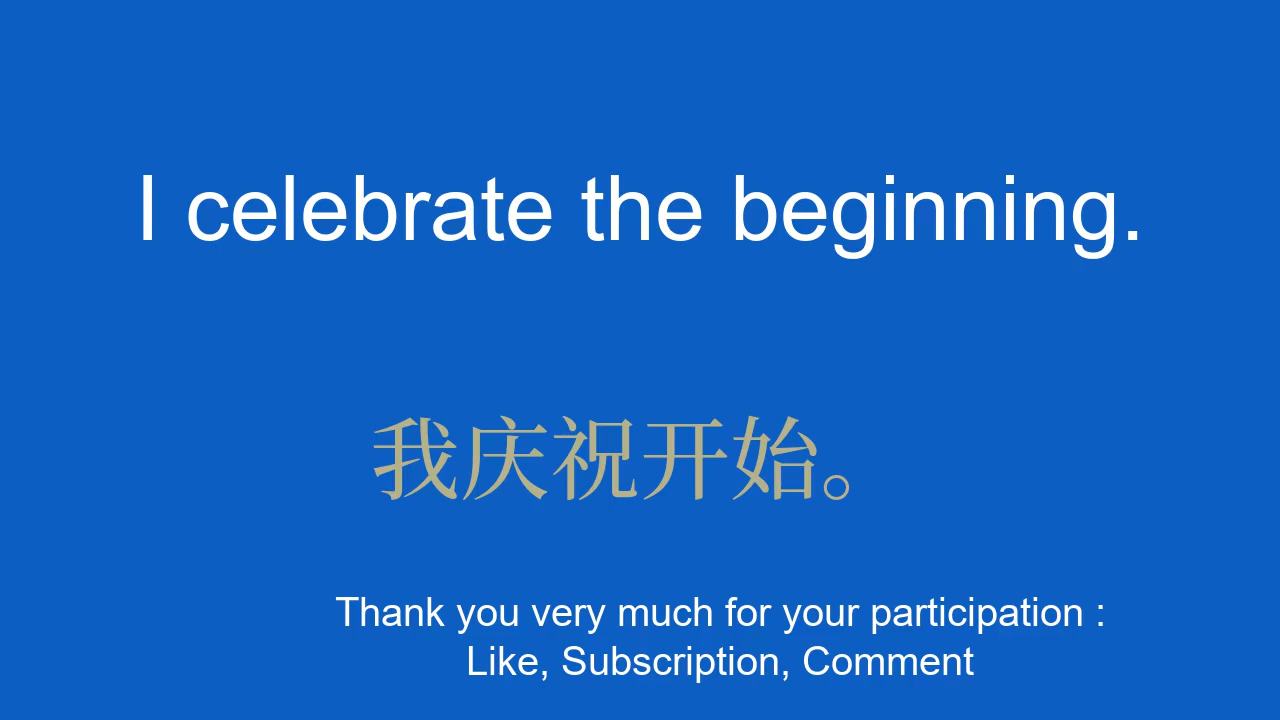 I celebrate the beginning.
我庆祝开始。
Thank you very much for your participation :
Like, Subscription, Comment